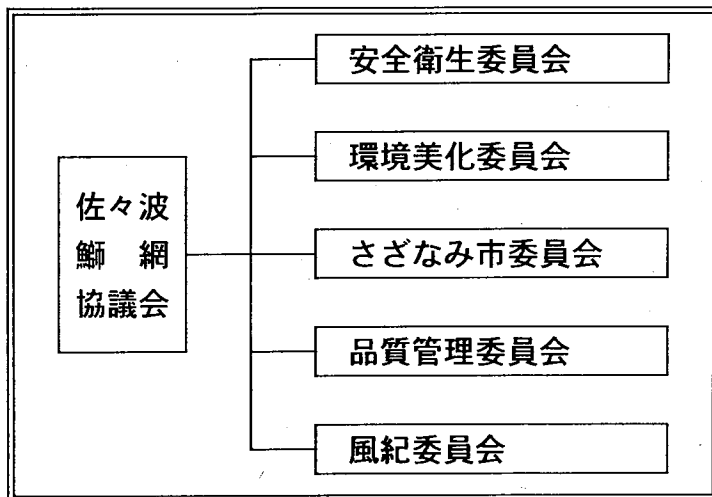 佐々波
鰤網
協議会
安全衛生委員会
環境美化委員会
さざなみ市委員会
品質管理委員会
風紀委員会